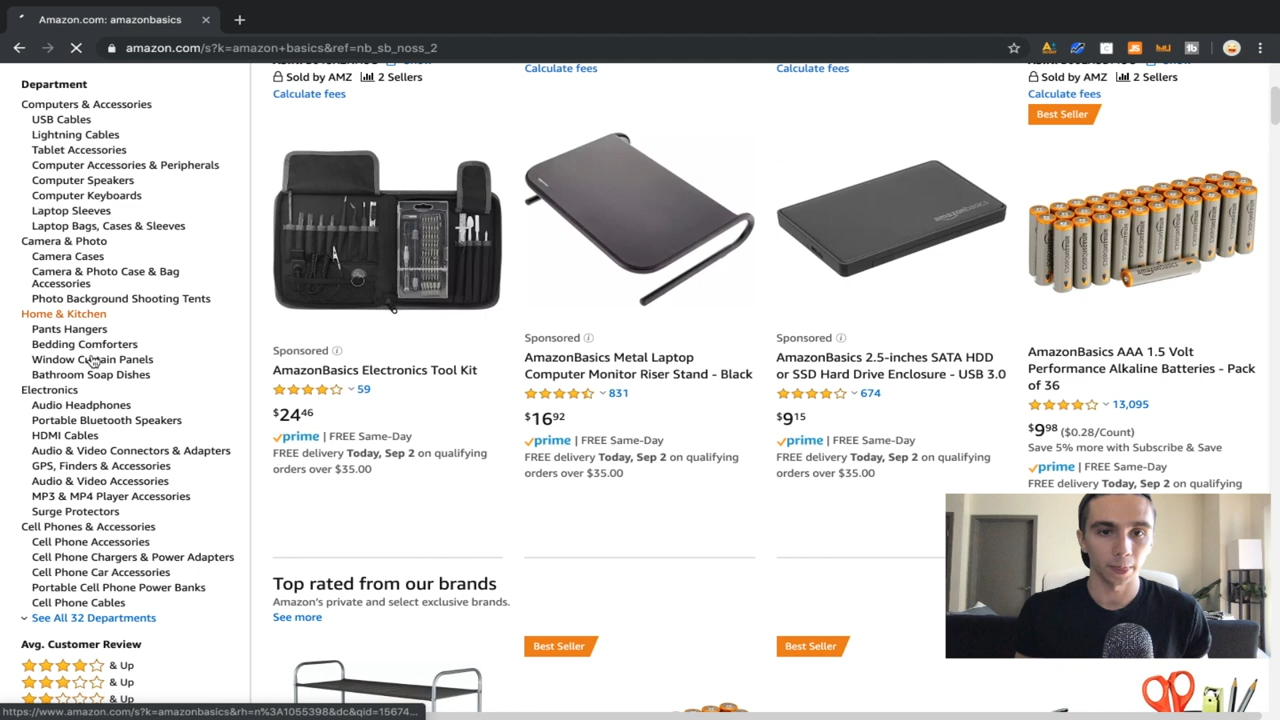 Amazon.com: amazonbasics
amazon.com/s?k=amazon+basics&ref=nb_sb_noss_2
Department
Computers & Accessories
USB Cables
Lightning Cables
Tablet Accessories
Computer Accessories & Peripherals
Computer Speakers
Computer Keyboards
Laptop Sleeves
Laptop Bags, Cases & Sleeves
Camera & Photo
Camera Cases
Camera & Photo Case & Bag
Accessories
Photo Background Shooting Tents
Home & Kitchen
Pants Hangers
Bedding Comforters
Window Curtain Panels
Bathroom Soap Dishes
Electronics
Audio Headphones
Portable Bluetooth Speakers
HDMI Cables
Audio & Video Connectors & Adapters
GPS, Finders & Accessories
Audio & Video Accessories
MP3 & MP4 Player Accessories
Surge Protectors
Cell Phones & Accessories
Cell Phone Accessories
Cell Phone Chargers & Power Adapters
Cell Phone Car Accessories
Portable Cell Phone Power Banks
Cell Phone Cables
See All 32 Departments
Avg. Customer Review
& Up
& Up
& Up
https://www.amazon.com/s?k=amazonbasics&rh=n%3A1055398&dc&qid=15674...
Sold by AMZ 2 Sellers
Calculate fees
Sponsored
AmazonBasics Electronics Tool Kit
59
$24 46
prime | FREE Same-Day
FREE delivery Today, Sep 2 on qualifying
orders over $35.00
Calculate fees
Sponsored
AmazonBasics Metal Laptop
Computer Monitor Riser Stand - Black
831
$16 92
prime | FREE Same-Day
FREE delivery Today, Sep 2 on qualifying
orders over $35.00
Calculate fees
amazonbasics
Sponsored
AmazonBasics 2.5-inches SATA HDD
or SSD Hard Drive Enclosure - USB 3.0
674
$9 15
prime | FREE Same-Day
FREE delivery Today, Sep 2 on qualifying
orders over $35.00
Sold by AMZ 2 Sellers
Calculate fees
Best Seller
AmazonBasics AAA 1.5 Volt
Performance Alkaline Batteries - Pack
of 36
13,095
$9 98 ($0.28/Count)
Save 5% more with Subscribe & Save
prime | FREE Same-Day
FREE delivery Today, Sep 2 on qualifying
Top rated from our brands
Amazon's private and select exclusive brands.
See more
Best Seller
Best Seller